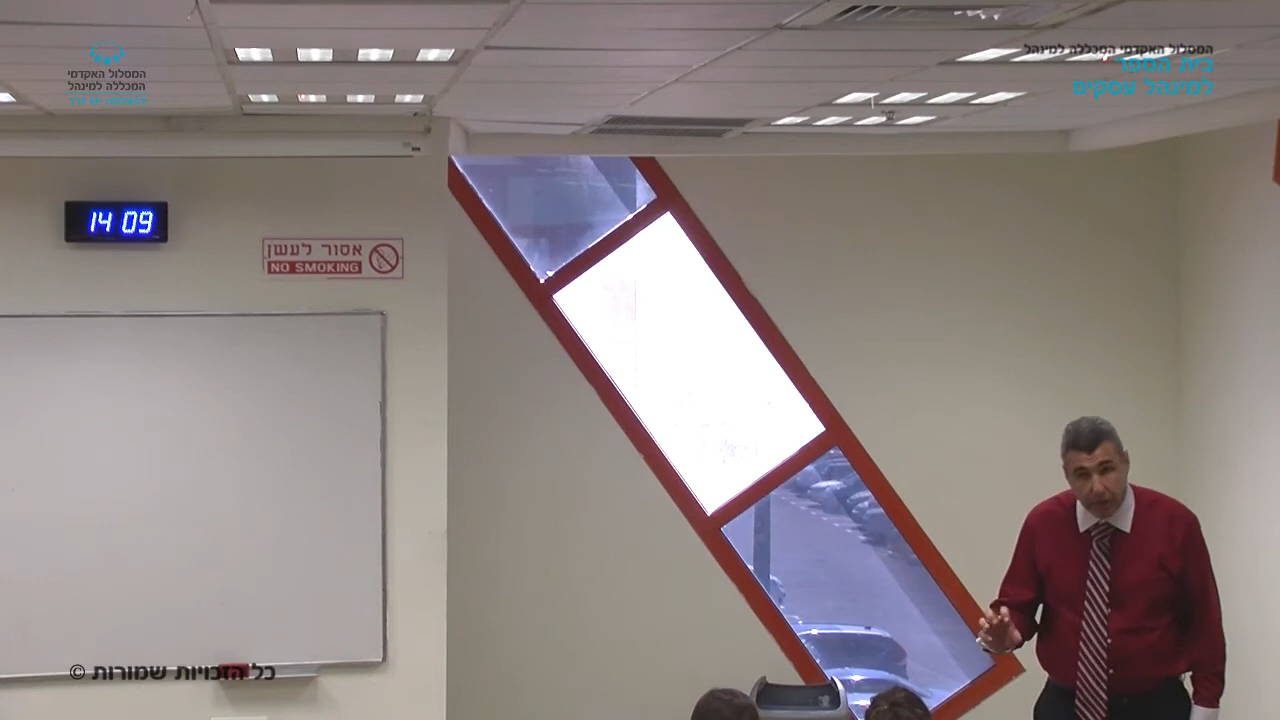 המסלול האקדמי
המכללה למינהל
המסלול האקדמי המכללה למינהל
בית הספר
למינהל עסקים
14 09
אסור לעשן
NO SMOKING
כל הזכויות שמורות ©